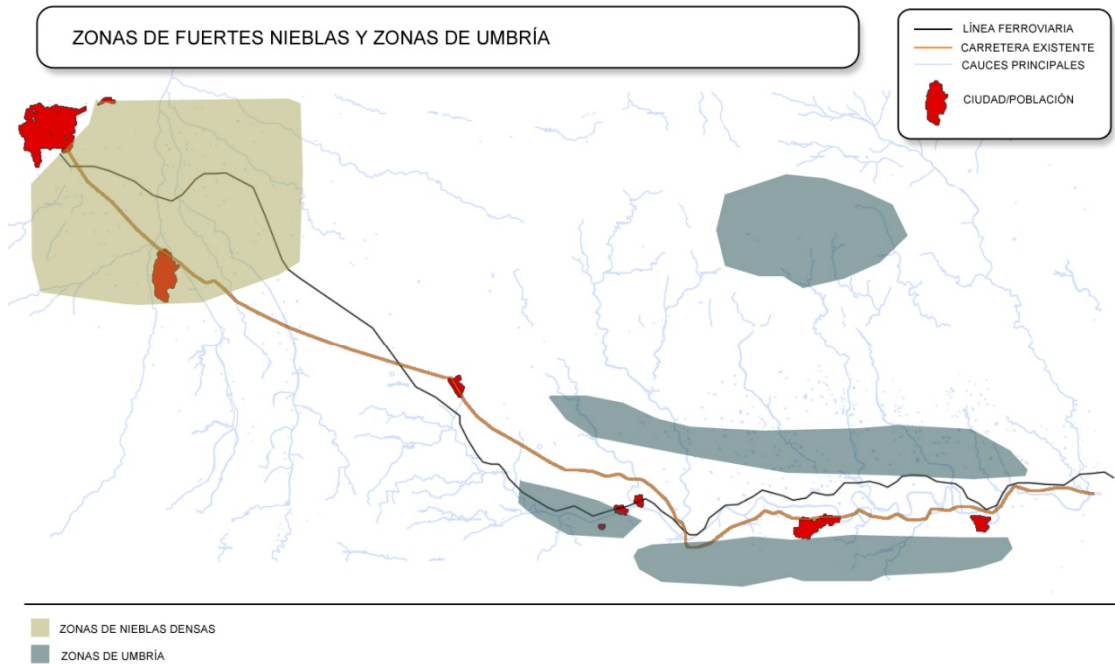 ZONAS DE FUERTES NIEBLAS Y ZONAS DE UMBRÍA
LÍNEA FERROVIARIA
CARRETERA EXISTENTE
CAUCES PRINCIPALES
CIUDAD/POBLACIÓN
ZONAS DE NIEBLAS DENSAS
ZONAS DE UMBRÍA